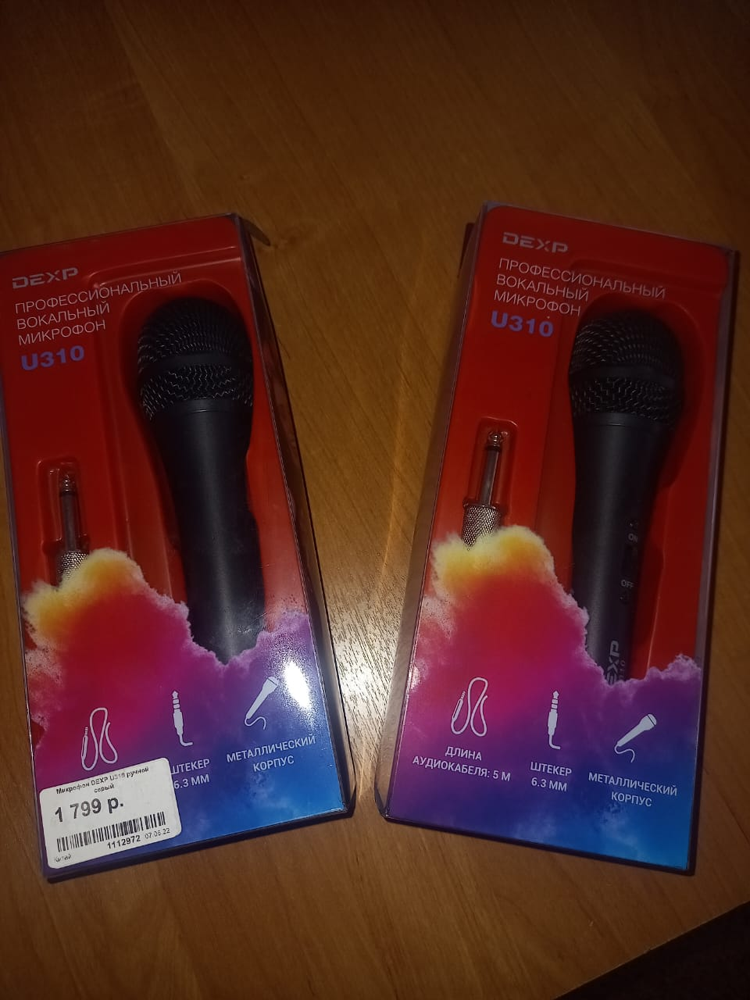 DEXP
ПРОФЕССИОНАЛЬНЫЙ
ВОКАЛЬНЫЙ
МИКРОФОН
U310
ШТЕКЕР
6.3 ММ
МЕТАЛЛИЧЕСКИЙ
КОРПУС
Микрофон DEXP U310 ручной
серый
1 799 р.
1112972 07.06.22
Китай
DEXP
ПРОФЕССИОНАЛЬНЫЙ
ВОКАЛЬНЫЙ
МИКРОФОН
U310
ON
OFF
DEXP
ДЛИНА
АУДИОКАБЕЛЯ: 5 М
ШТЕКЕР
6.3 ММ
МЕТАЛЛИЧЕСКИЙ
КОРПУС